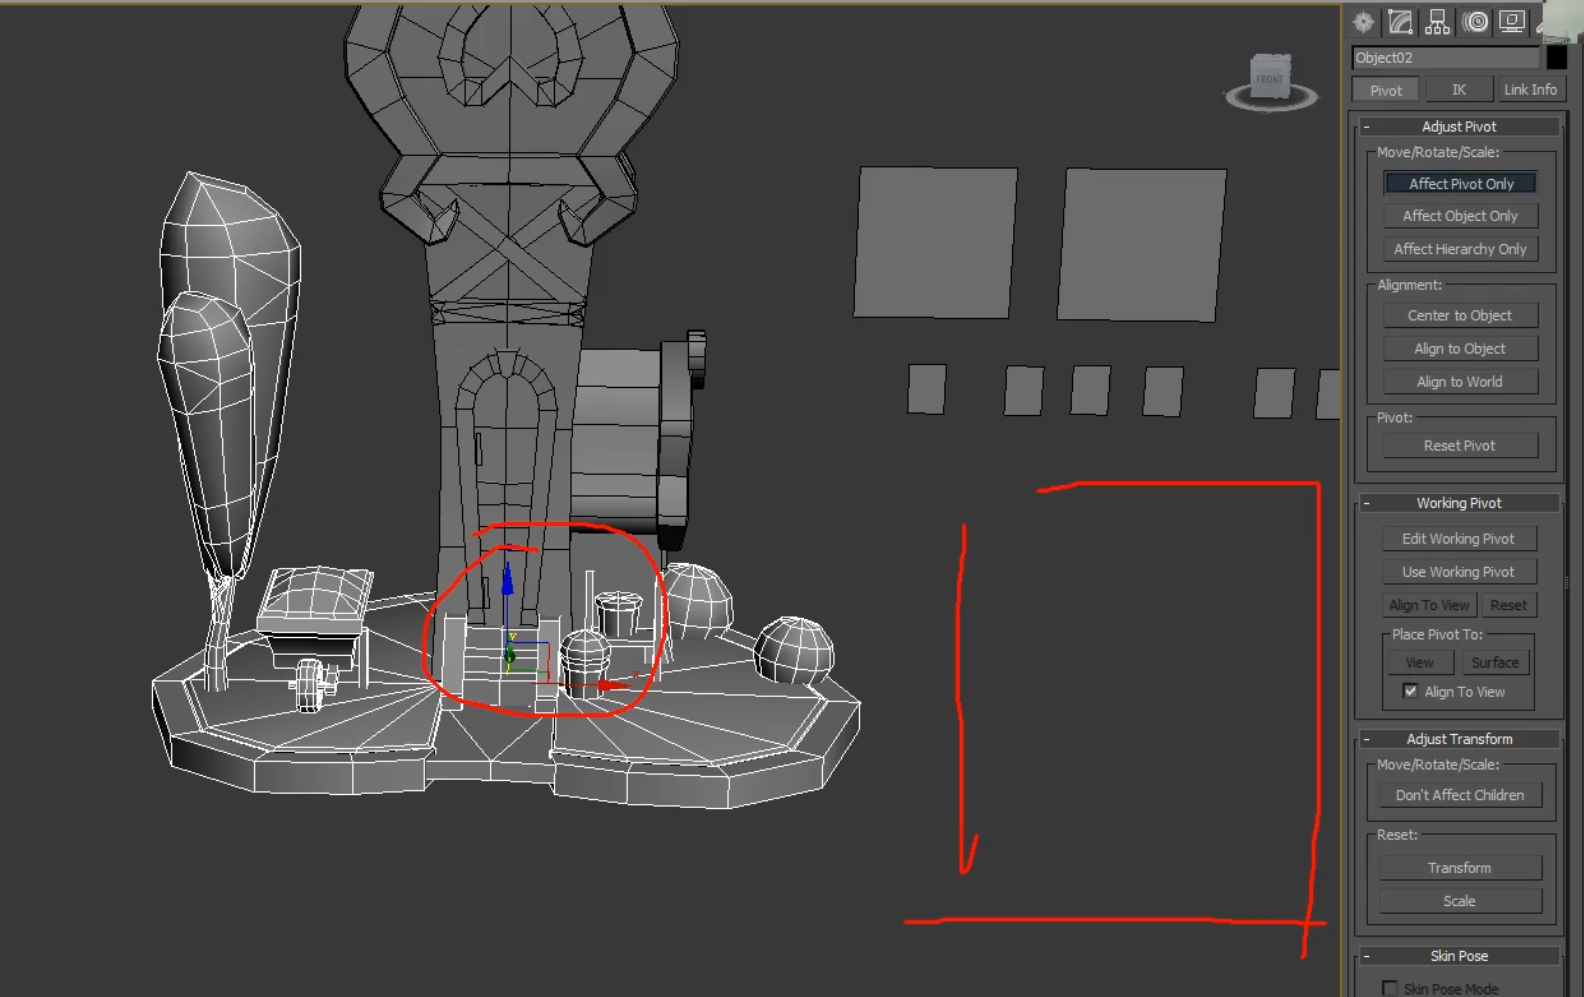 Object02
FRONT
Pivot IK Link Info
- Adjust Pivot
Move/Rotate/Scale:
Affect Pivot Only
Affect Object Only
Affect Hierarchy Only
Alignment:
Center to Object
Align to Object
Align to World
Pivot:
Reset Pivot
- Working Pivot
Edit Working Pivot
Use Working Pivot
Align To View Reset
Place Pivot To:
View Surface
Align To View
y
x
- Adjust Transform
Move/Rotate/Scale:
Don't Affect Children
Reset:
Transform
Scale
- Skin Pose
Skin Pose Mode